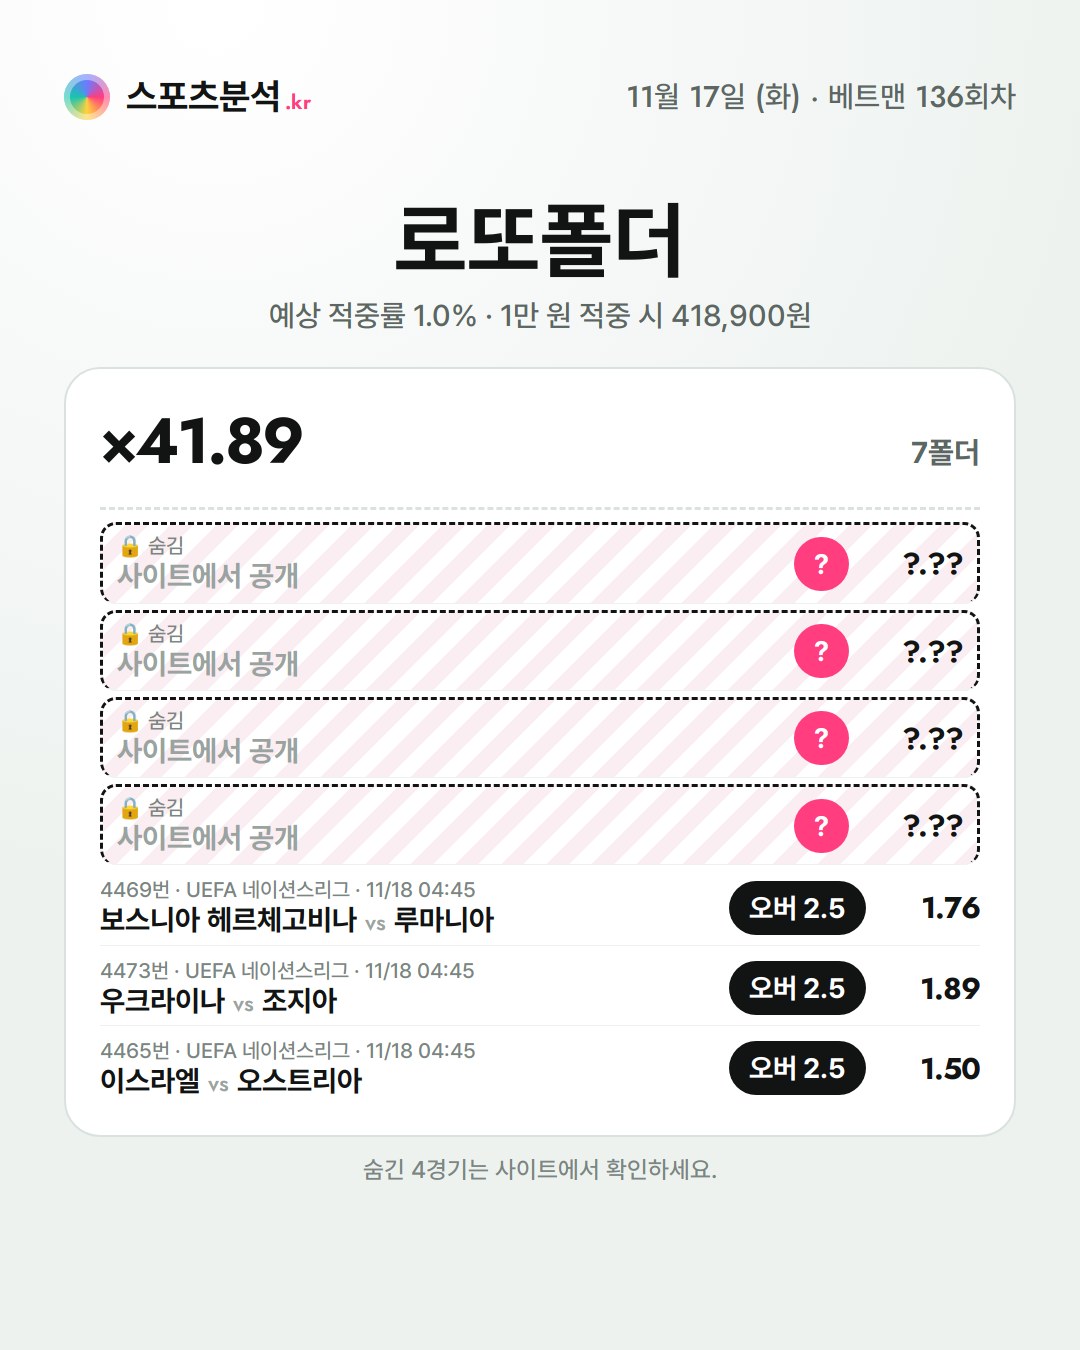 스포츠분석.kr
11월 17일 (화) · 베트맨 136회차
로또폴더
예상 적중률 1.0% · 1만 원 적중 시 418,900원
×41.89
7폴더
🔒 숨김
사이트에서 공개
?
?.??
🔒 숨김
사이트에서 공개
?
?.??
🔒 숨김
사이트에서 공개
?
?.??
🔒 숨김
사이트에서 공개
?
?.??
4469번 · UEFA 네이션스리그 · 11/18 04:45
보스니아 헤르체고비나 vs 루마니아
오버 2.5
1.76
4473번 · UEFA 네이션스리그 · 11/18 04:45
우크라이나 vs 조지아
오버 2.5
1.89
4465번 · UEFA 네이션스리그 · 11/18 04:45
이스라엘 vs 오스트리아
오버 2.5
1.50
숨긴 4경기는 사이트에서 확인하세요.